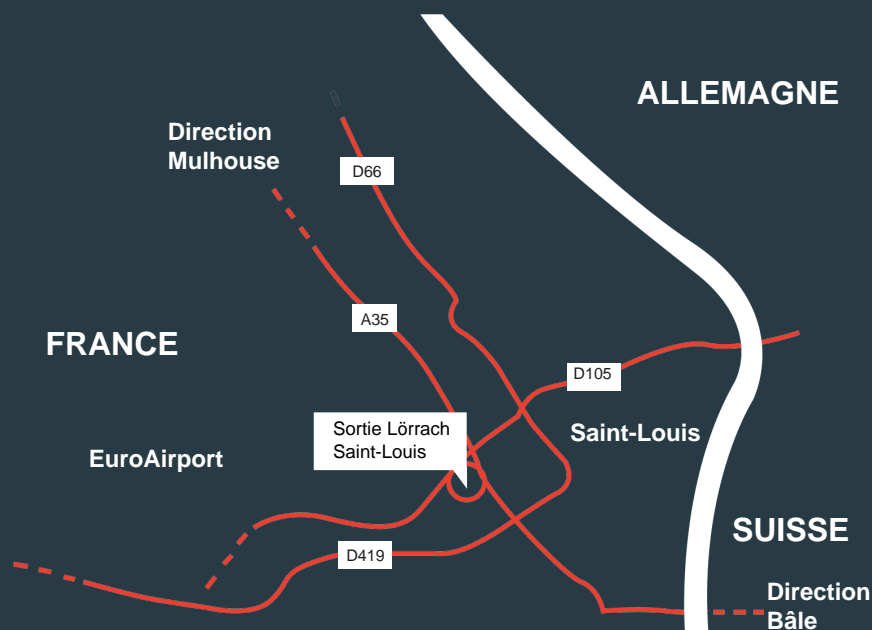 ALLEMAGNE
Direction
Mulhouse
D66
A35
FRANCE
D105
Sortie Lörrach
Saint-Louis
Saint-Louis
EuroAirport
SUISSE
D419
Direction
Bâle